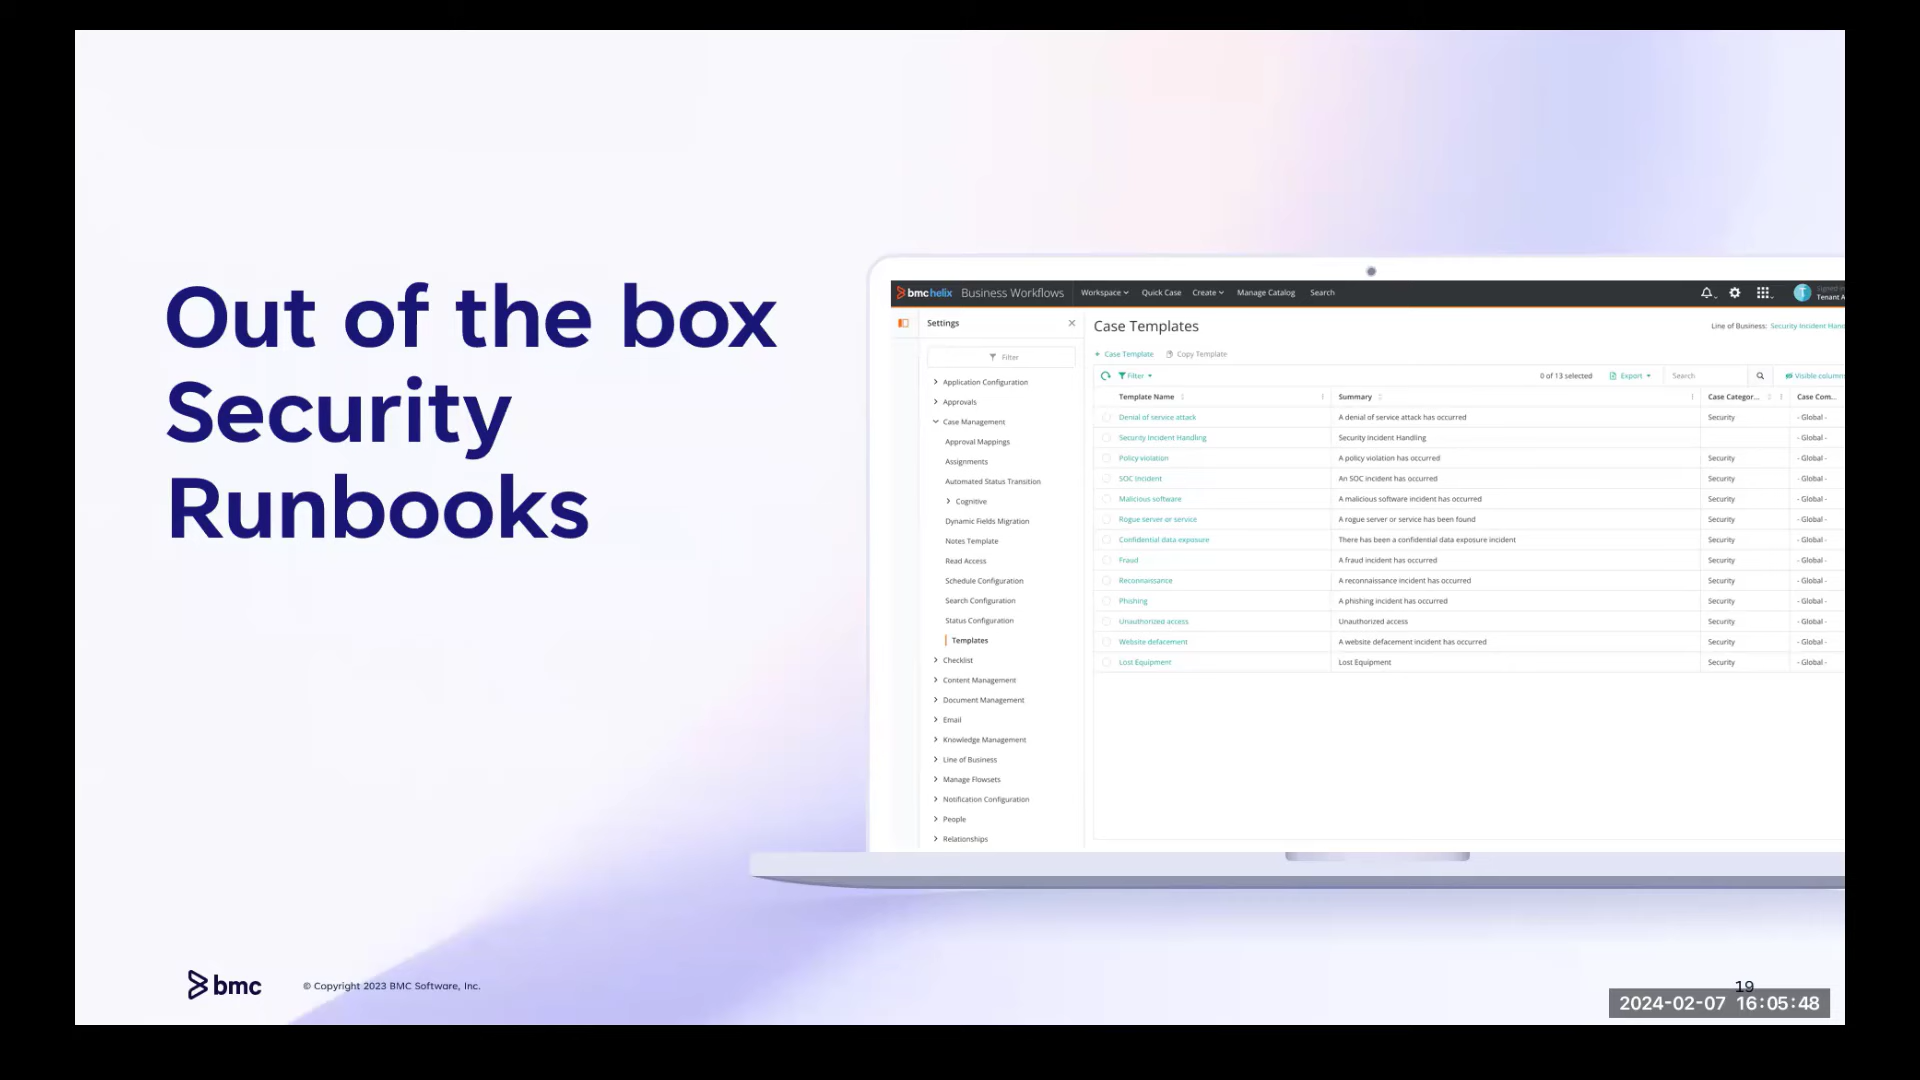 Out of the box
Security
Runbooks
bmc helix Business Workflows Workspace Quick Case Create Manage Catalog Search
Tenant A
Settings
Filter
Application Configuration
Approvals
Case Management
Approval Mappings
Assignments
Automated Status Transition
Cognitive
Dynamic Fields Migration
Notes Template
Read Access
Schedule Configuration
Search Configuration
Status Configuration
Templates
Checklist
Content Management
Document Management
Email
Knowledge Management
Line of Business
Manage Flowsets
Notification Configuration
People
Relationships
Case Templates
Line of Business: Security Incident Hand
+ Case Template Copy Template
Filter 0 of 13 selected Export Search Visible column
Template Name Summary Case Categor... Case Com...
Denial of service attack A denial of service attack has occurred Security - Global -
Security Incident Handling Security Incident Handling - Global -
Policy violation A policy violation has occurred Security - Global -
SOC Incident An SOC incident has occurred Security - Global -
Malicious software A malicious software incident has occurred Security - Global -
Rogue server or service A rogue server or service has been found Security - Global -
Confidential data exposure There has been a confidential data exposure incident Security - Global -
Fraud A fraud incident has occurred Security - Global -
Reconnaissance A reconnaissance incident has occurred Security - Global -
Phishing A phishing incident has occurred Security - Global -
Unauthorized access Unauthorized access Security - Global -
Website defacement A website defacement incident has occurred Security - Global -
Lost Equipment Lost Equipment Security - Global -
bmc © Copyright 2023 BMC Software, Inc.
19
2024-02-07 16:05:48